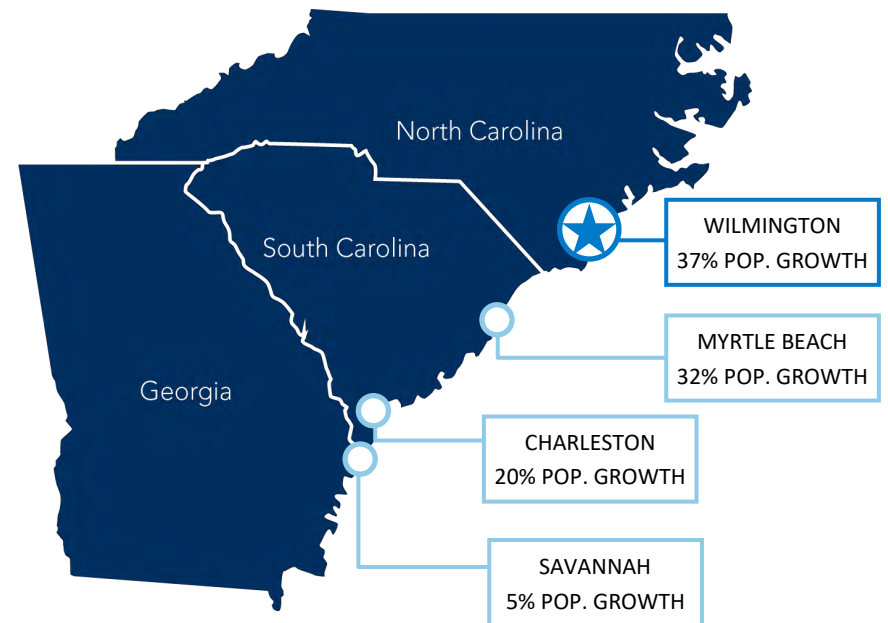 North Carolina
South Carolina
Georgia
WILMINGTON
37% POP. GROWTH
MYRTLE BEACH
32% POP. GROWTH
CHARLESTON
20% POP. GROWTH
SAVANNAH
5% POP. GROWTH